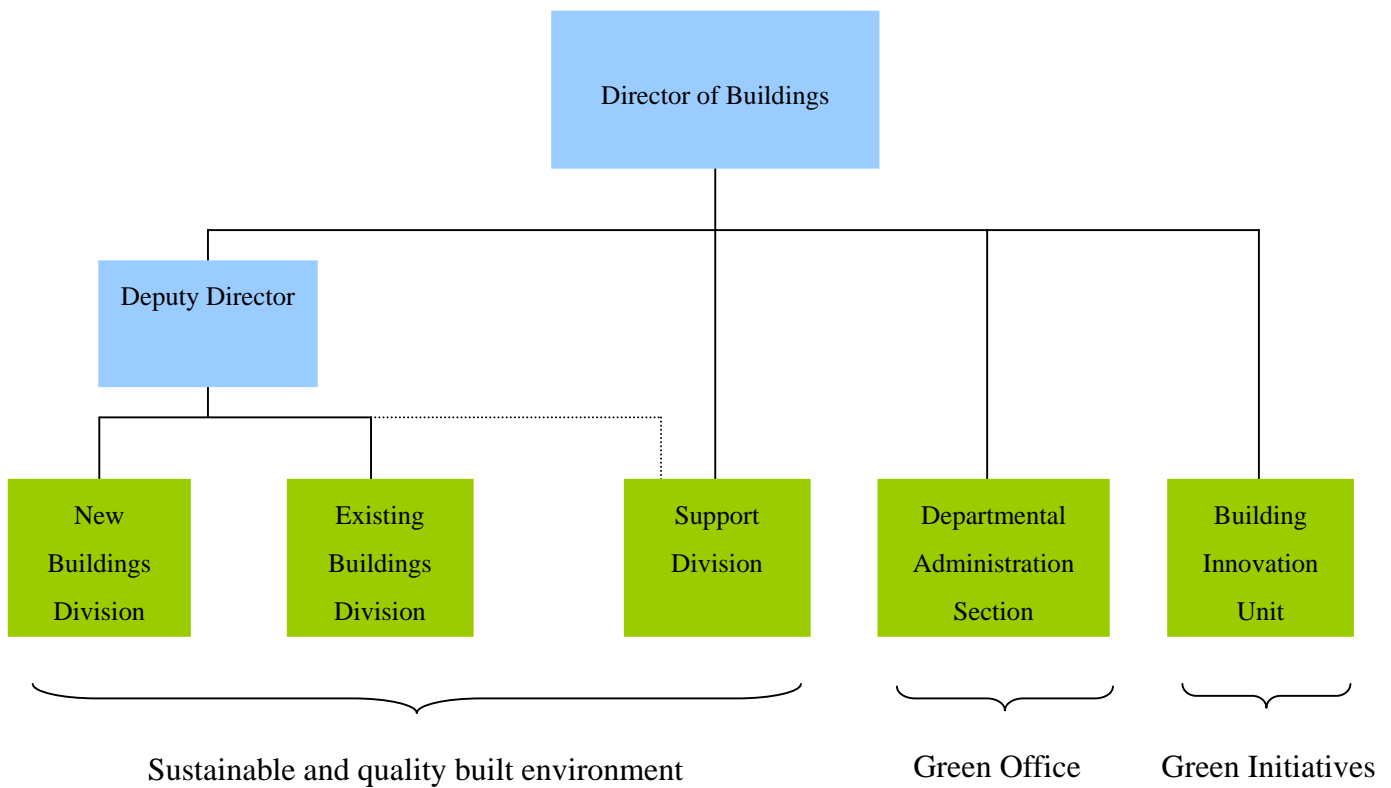 Director of Buildings
Deputy Director
New
Buildings
Division
Existing
Buildings
Division
Support
Division
Departmental
Administration
Section
Building
Innovation
Unit
Sustainable and quality built environment
Green Office
Green Initiatives